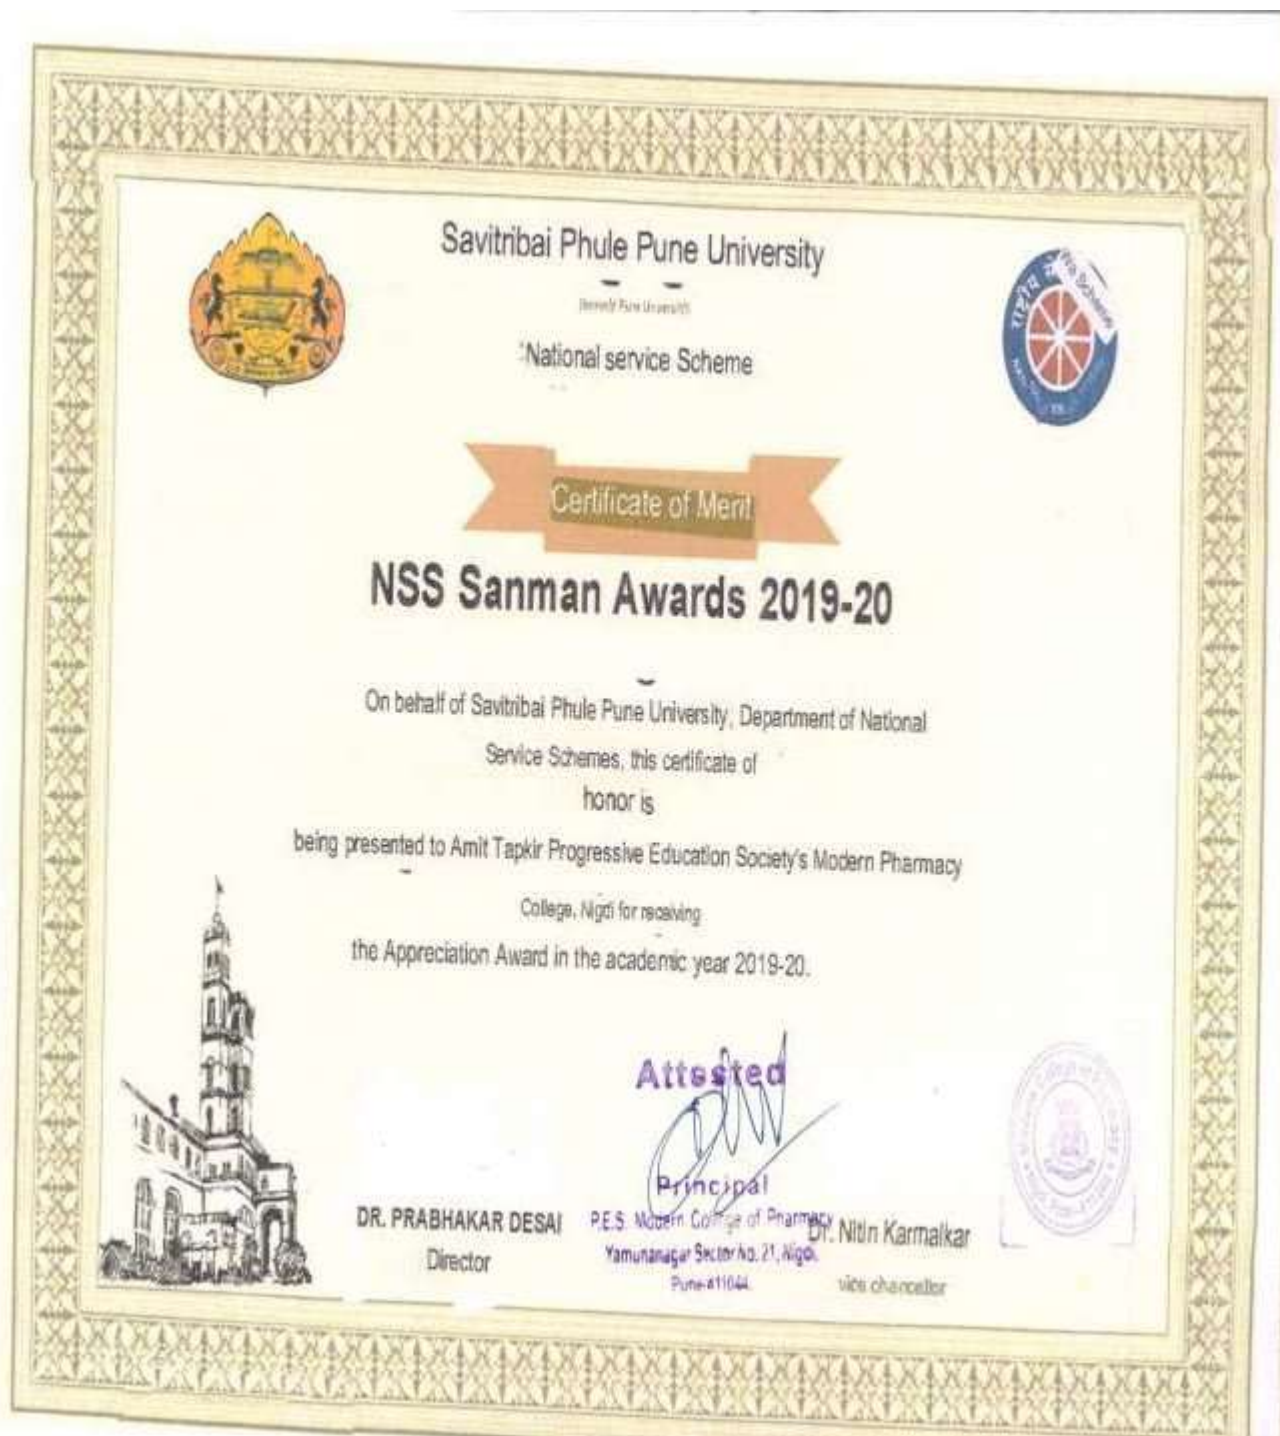 Savitribai Phule Pune University
National service Scheme
राष्ट्रीय
Certificate of Merit
NSS Sanman Awards 2019-20
On behalf of Savitribai Phule Pune University, Department of National
Service Schemes, this certificate of
honor is
being presented to Amit Tapkir Progressive Education Society's Modern Pharmacy
College, Nigdi for receiving
the Appreciation Award in the academic year 2019-20.
Attested
Principal
P.E.S. Modern College of Pharmacy
Yamunanagar Sector No. 21, Nigdi,
Pune-411044.
DR. PRABHAKAR DESAI
Director
Dr. Nitin Karmalkar
vice chancellor